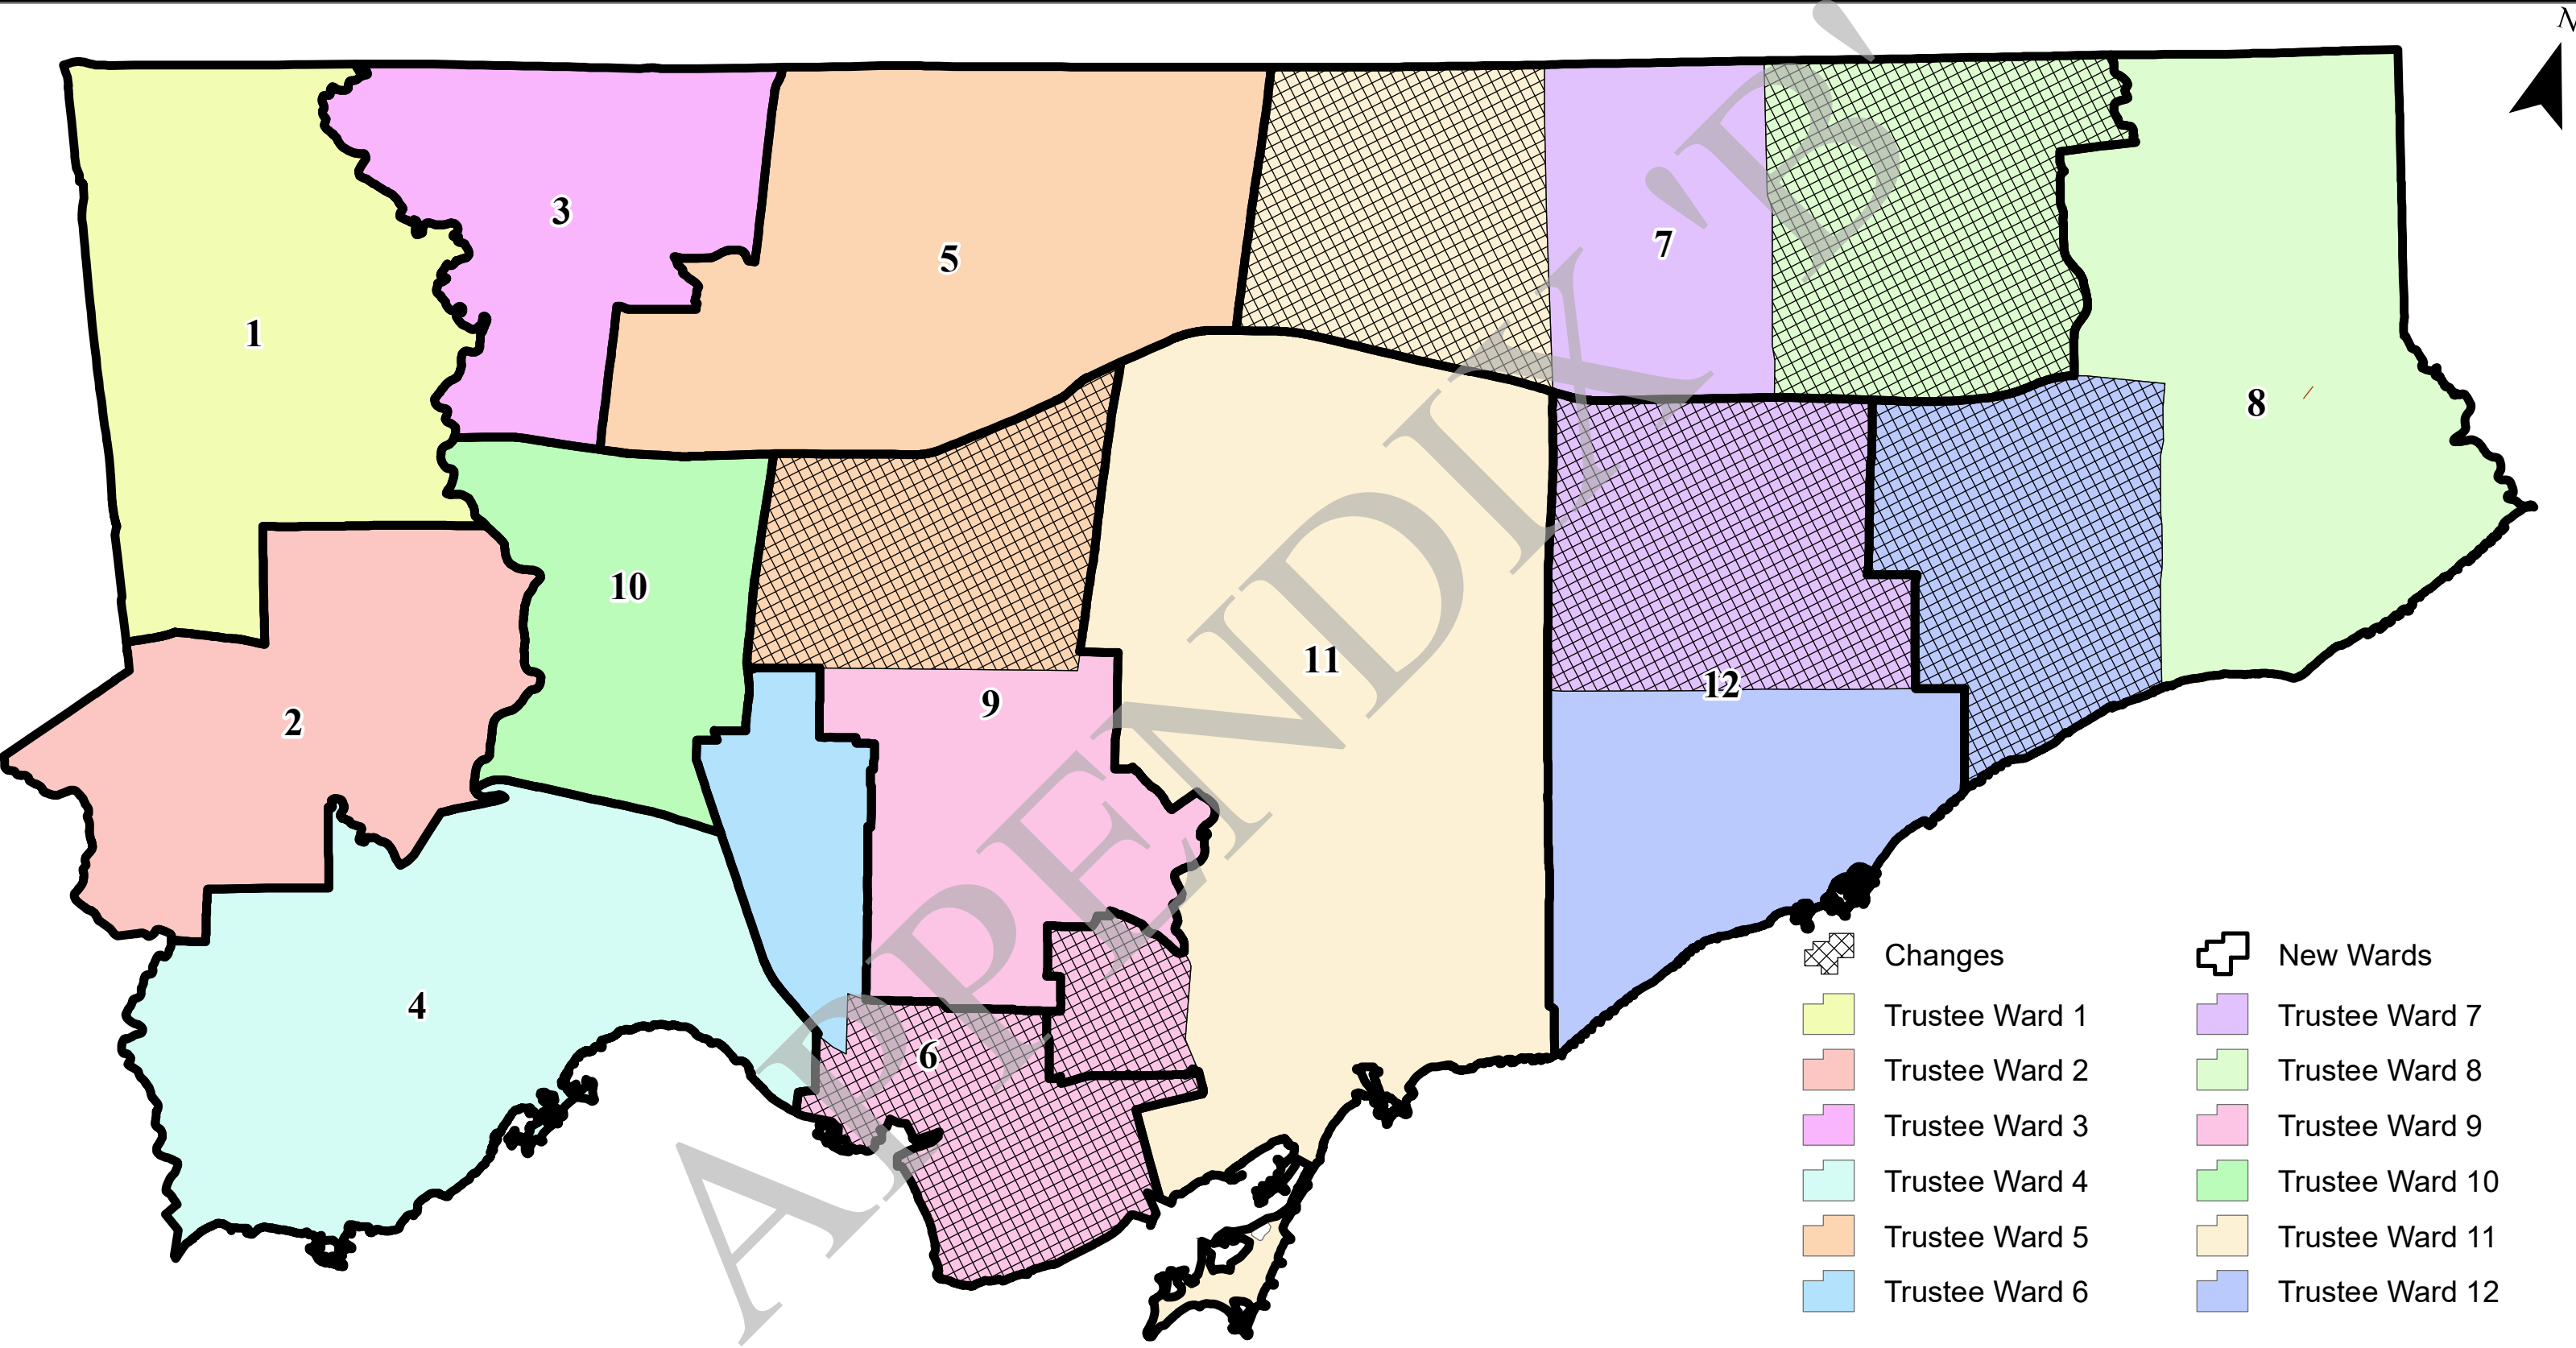 N
3
7
5
1
8
10
11
12
9
2
4
6
APPENDIX 'B'
Changes
New Wards
Trustee Ward 1
Trustee Ward 7
Trustee Ward 2
Trustee Ward 8
Trustee Ward 3
Trustee Ward 9
Trustee Ward 4
Trustee Ward 10
Trustee Ward 5
Trustee Ward 11
Trustee Ward 6
Trustee Ward 12